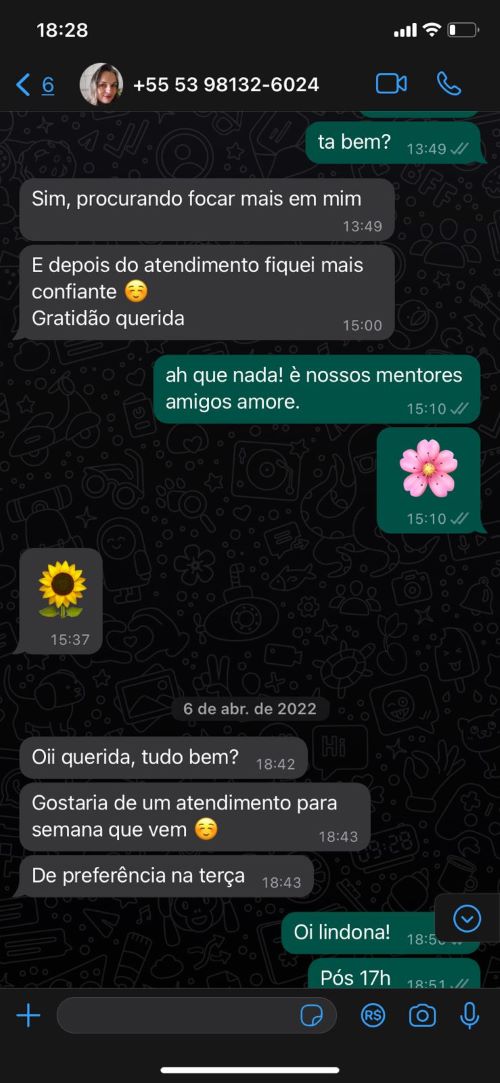 18:28
6
+55 53 98132-6024
ta bem?
13:49
Sim, procurando focar mais em mim
13:49
E depois do atendimento fiquei mais
confiante ☺️
Gratidão querida
15:00
ah que nada! è nossos mentores
amigos amore.
15:10
15:10
15:37
6 de abr. de 2022
Oii querida, tudo bem?
18:42
Gostaria de um atendimento para
semana que vem ☺️
18:43
De preferência na terça
18:43
Oi lindona!
Pós 17h
18:51
R$